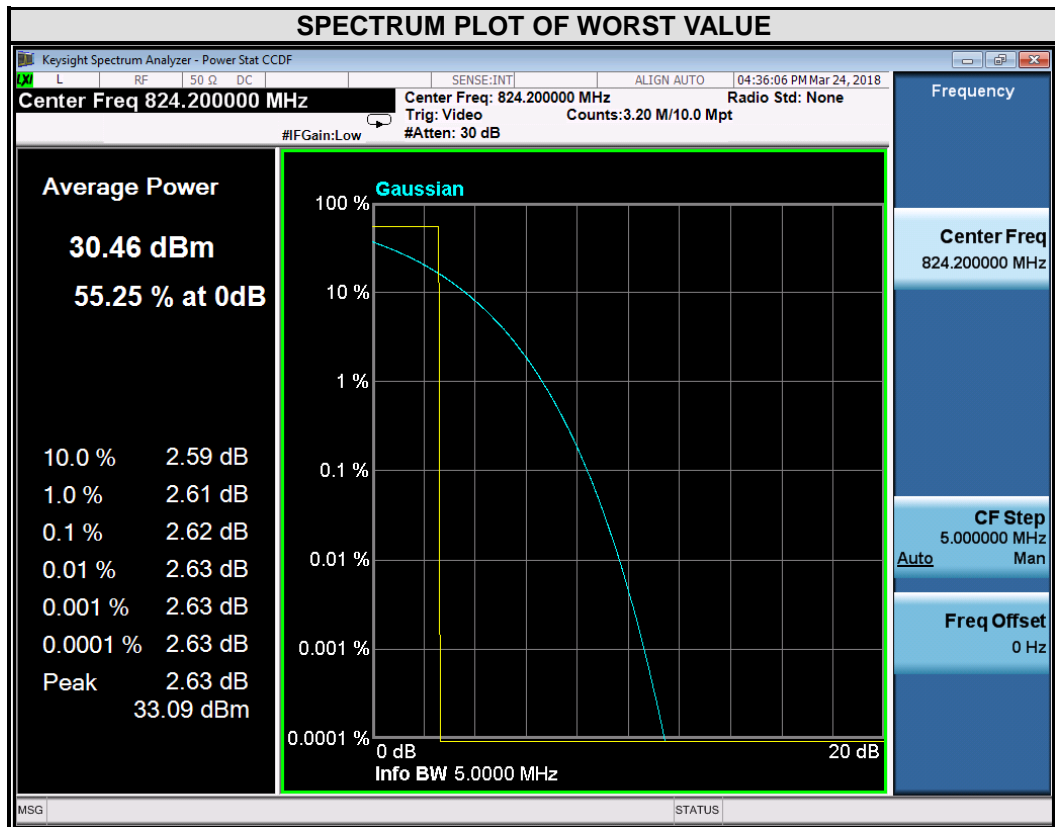 SPECTRUM PLOT OF WORST VALUE
Keysight Spectrum Analyzer - Power Stat CCDF
LXI L RF 50 Ω DC SENSE:INT ALIGN AUTO 04:36:06 PM Mar 24, 2018
Center Freq 824.200000 MHz
Center Freq: 824.200000 MHz Radio Std: None
Trig: Video Counts:3.20 M/10.0 Mpt
#IFGain:Low #Atten: 30 dB
Average Power
30.46 dBm
55.25 % at 0dB
10.0 % 2.59 dB
1.0 % 2.61 dB
0.1 % 2.62 dB
0.01 % 2.63 dB
0.001 % 2.63 dB
0.0001 % 2.63 dB
Peak 2.63 dB
33.09 dBm
Gaussian
100 %
10 %
1 %
0.1 %
0.01 %
0.001 %
0.0001 %
0 dB 20 dB
Info BW 5.0000 MHz
Frequency
Center Freq
824.200000 MHz
CF Step
5.000000 MHz
Auto Man
Freq Offset
0 Hz
MSG STATUS